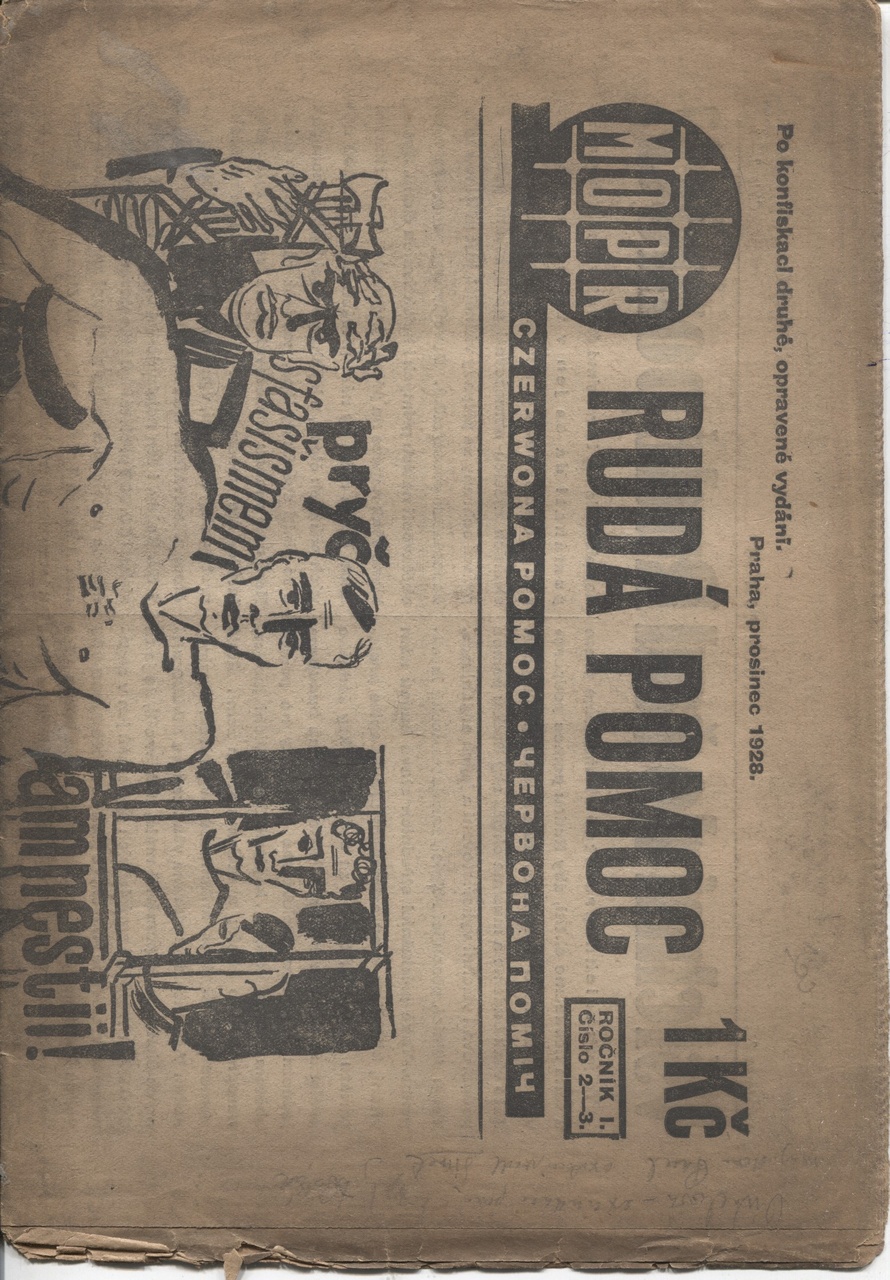 Po konfiskaci druhé, opravené vydání.
Praha, prosinec 1928.
MOPR
RUDÁ POMOC
1 Kč
ROČNÍK I.
Číslo 2—3.
CZERWONA POMOC • ЧЕРВОНА ПОМІЧ
pryč
s fašismem
amnestii!